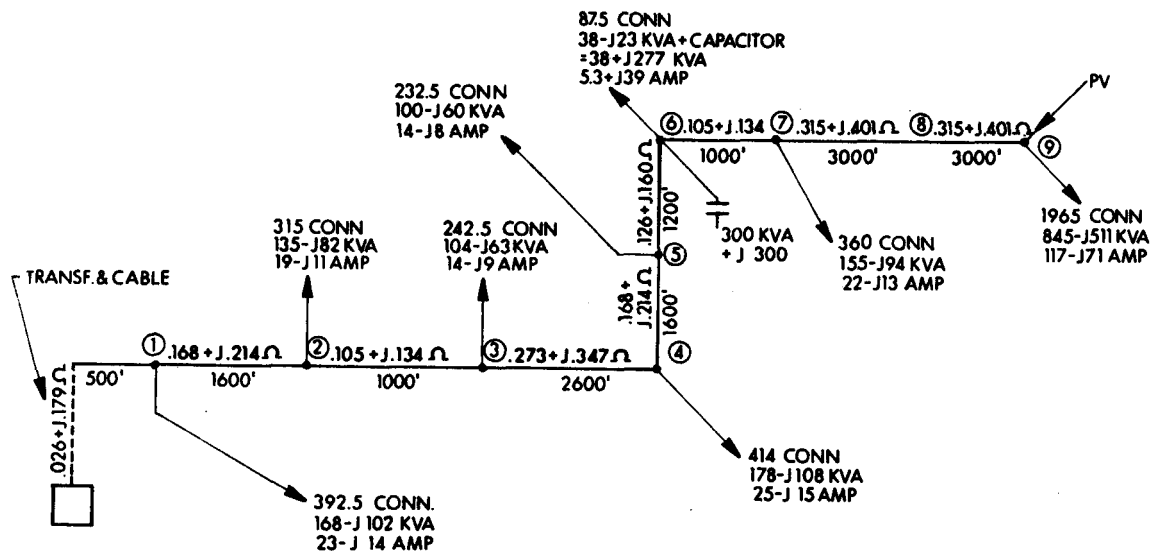 87.5 CONN
38-J23 KVA+CAPACITOR
=38+J277 KVA
5.3+J39 AMP
232.5 CONN
100-J60 KVA
14-J8 AMP
PV
⑥ .105+J.134 ⑦ .315+J.401Ω ⑧ .315+J.401Ω ⑨
1000' 3000' 3000'
.126+J.160Ω
1200'
300 KVA
+J 300
1965 CONN
845-J511 KVA
117-J71 AMP
360 CONN
155-J94 KVA
22-J13 AMP
315 CONN
135-J82 KVA
19-J11 AMP
242.5 CONN
104-J63 KVA
14-J9 AMP
⑤
.168+
J.214Ω
1600'
TRANSF.& CABLE
① .168+J.214Ω ② .105+J.134Ω ③ .273+J.347Ω ④
500' 1600' 1000' 2600'
.026+J.179Ω
414 CONN
178-J108 KVA
25-J 15 AMP
392.5 CONN.
168-J 102 KVA
23-J 14 AMP